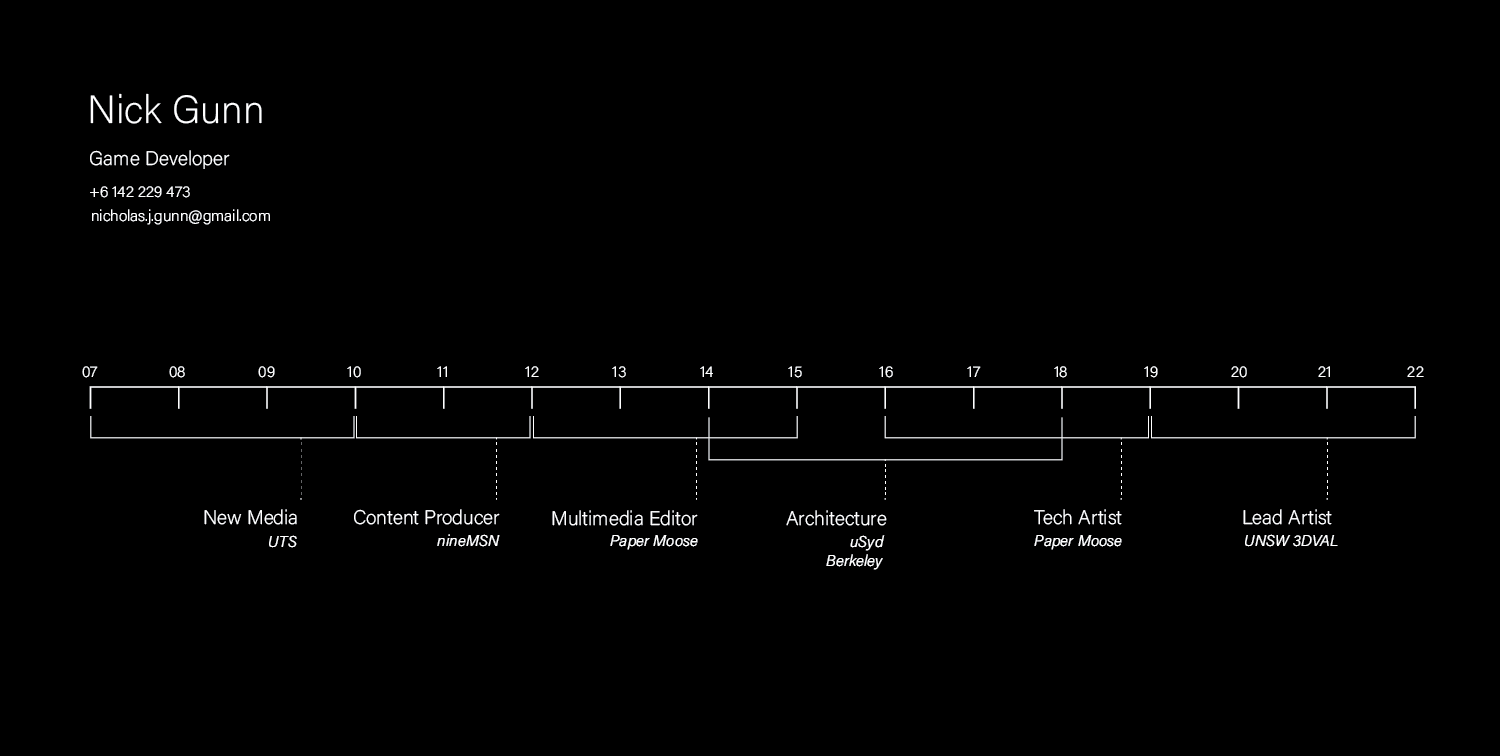 Nick Gunn
Game Developer
+6 142 229 473
nicholas.j.gunn@gmail.com
07 08 09 10 11 12 13 14 15 16 17 18 19 20 21 22
New Media Content Producer Multimedia Editor Architecture Tech Artist Lead Artist
UTS nineMSN Paper Moose uSyd Paper Moose UNSW 3DVAL
Berkeley